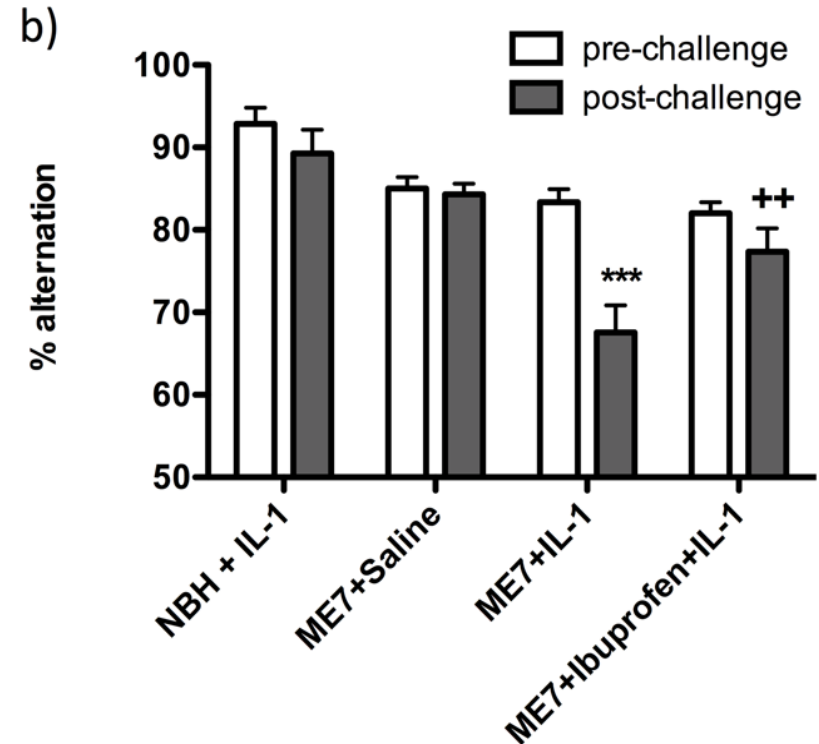 b)
pre-challenge
post-challenge
% alternation
100
90
80
70
60
50
***
++
NBH + IL-1
ME7+Saline
ME7+IL-1
ME7+Ibuprofen+IL-1